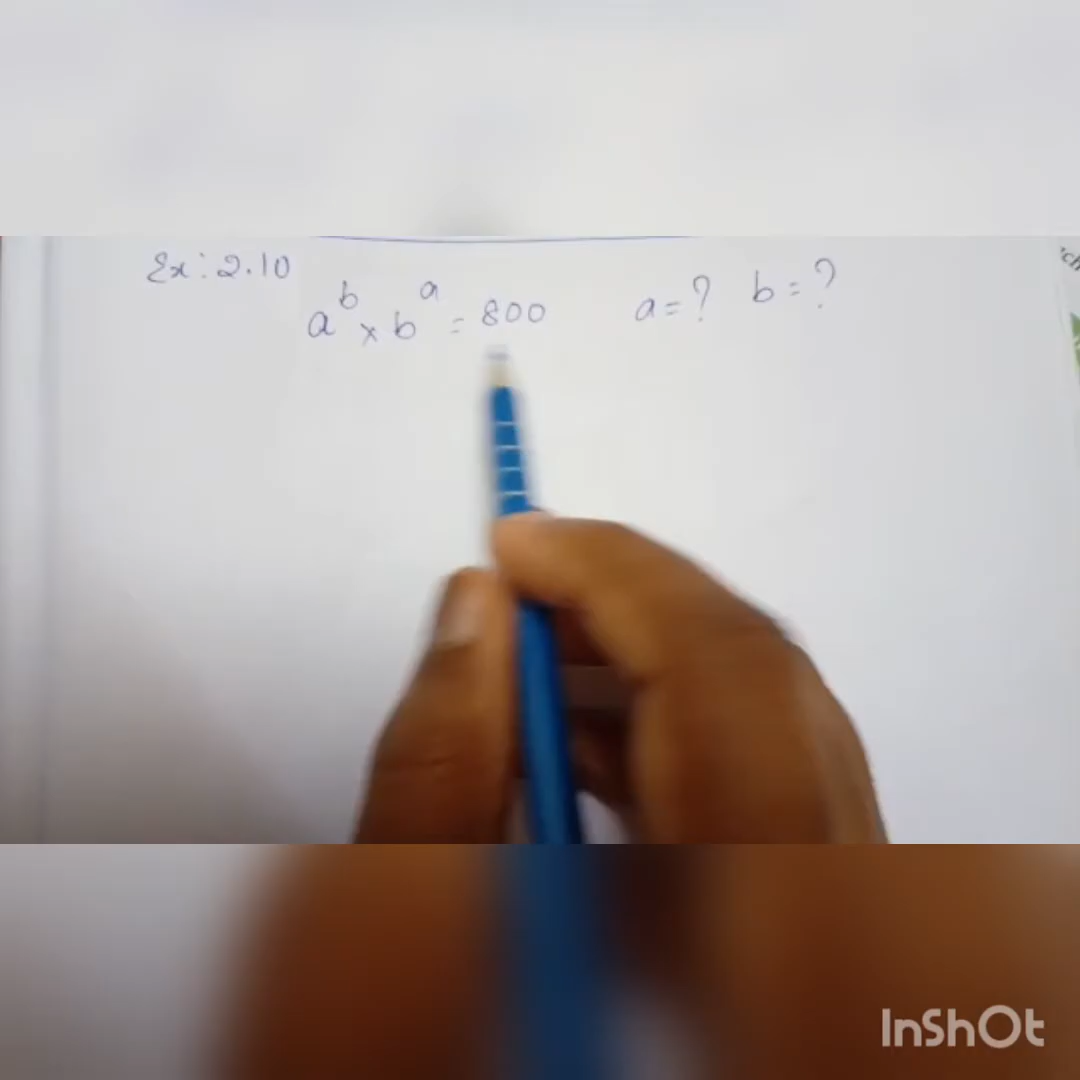 Ex: 2.10
a^b × b^a = 800 a = ? b = ?
InShOt